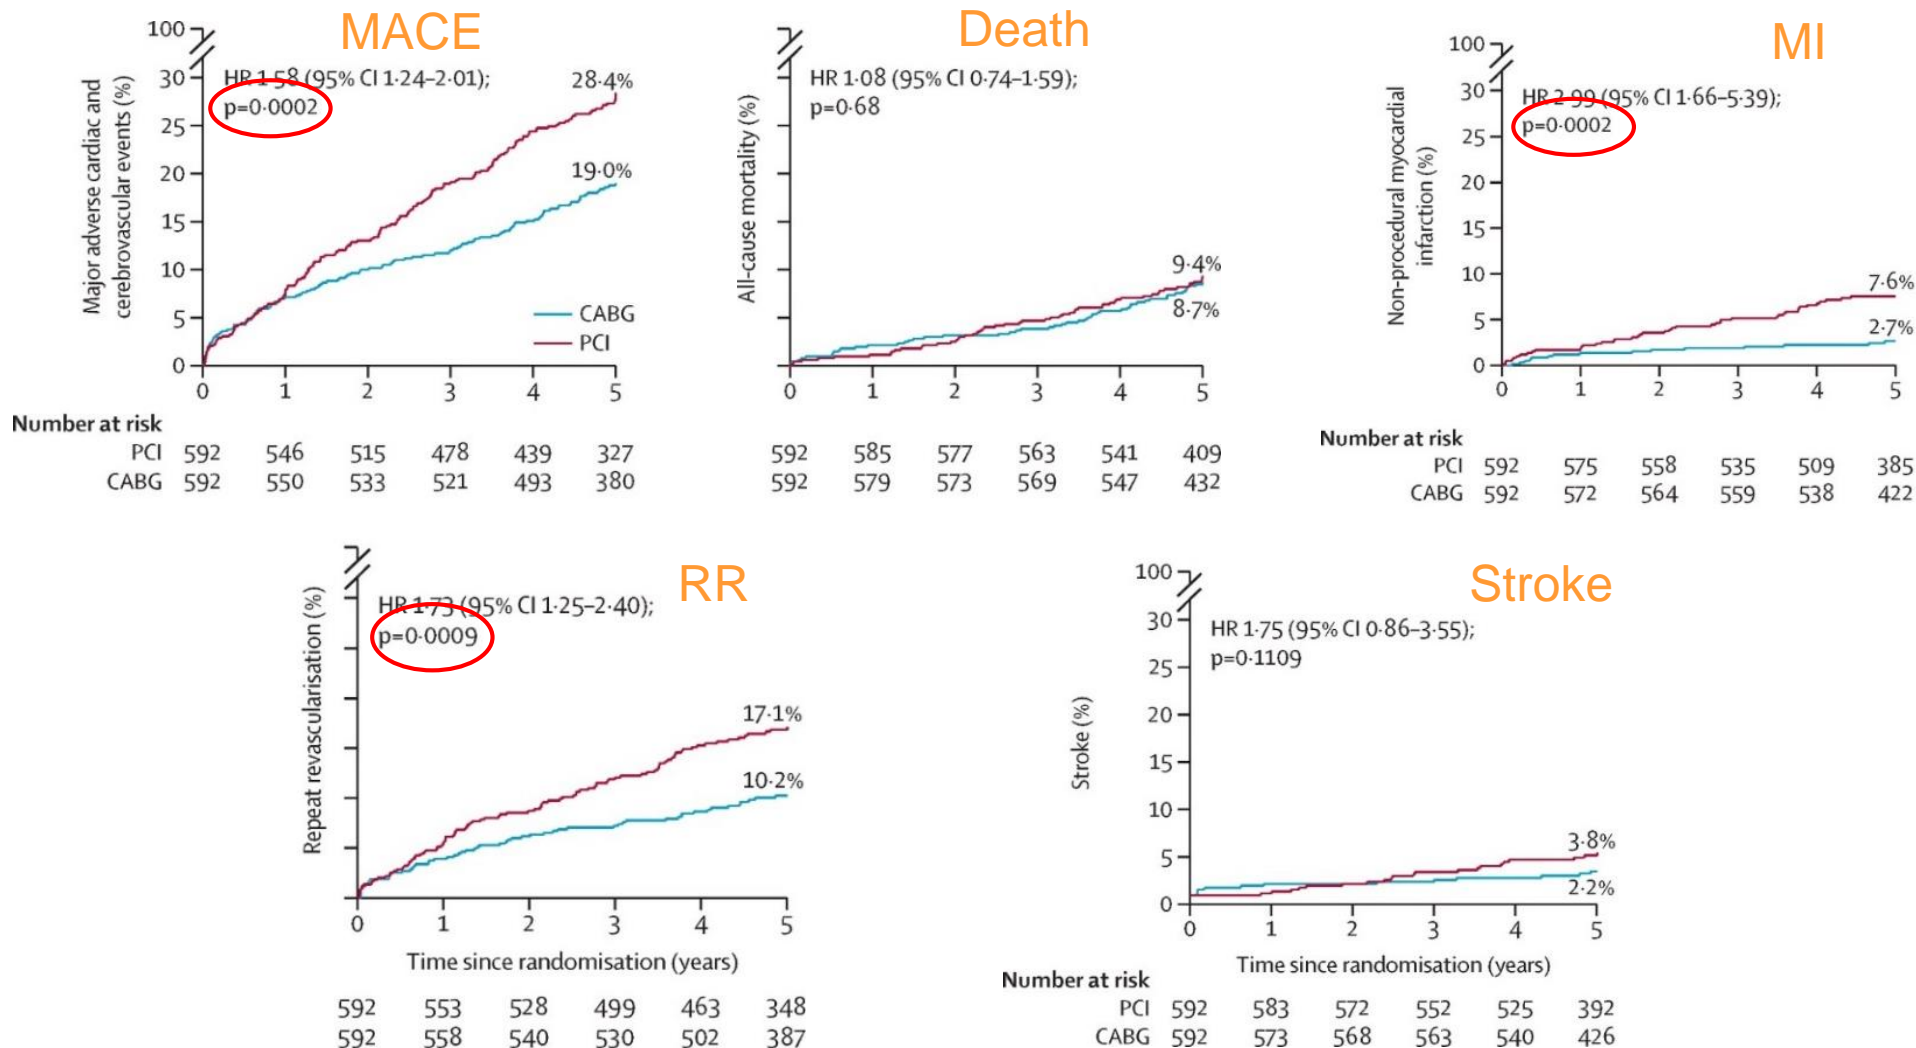 MACE
100
30
25
20
15
10
5
0
Major adverse cardiac and
cerebrovascular events (%)
HR 1·58 (95% CI 1·24–2·01);
p=0·0002
28·4%
19·0%
CABG
PCI
0 1 2 3 4 5
Number at risk
PCI 592 546 515 478 439 327
CABG 592 550 533 521 493 380
Death
All-cause mortality (%)
HR 1·08 (95% CI 0·74–1·59);
p=0·68
9·4%
8·7%
0 1 2 3 4 5
592 585 577 563 541 409
592 579 573 569 547 432
MI
100
30
25
20
15
10
5
0
Non-procedural myocardial
infarction (%)
HR 2·99 (95% CI 1·66–5·39);
p=0·0002
7·6%
2·7%
0 1 2 3 4 5
Number at risk
PCI 592 575 558 535 509 385
CABG 592 572 564 559 538 422
RR
Repeat revascularisation (%)
HR 1·73 (95% CI 1·25–2·40);
p=0·0009
17·1%
10·2%
0 1 2 3 4 5
Time since randomisation (years)
592 553 528 499 463 348
592 558 540 530 502 387
Stroke
100
30
25
20
15
10
5
0
Stroke (%)
HR 1·75 (95% CI 0·86–3·55);
p=0·1109
3·8%
2·2%
0 1 2 3 4 5
Time since randomisation (years)
Number at risk
PCI 592 583 572 552 525 392
CABG 592 573 568 563 540 426